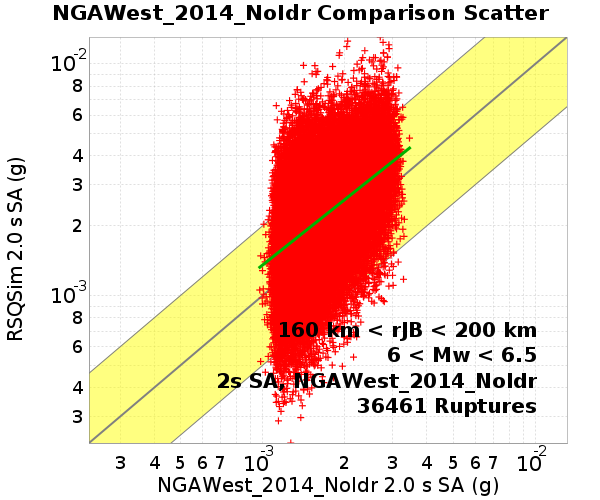 NGAWest_2014_NoIdr Comparison Scatter
RSQSim 2.0 s SA (g)
10-2
8
6
4
3
2
10-3
8
6
4
3
160 km < rJB < 200 km
6 < Mw < 6.5
2s SA, NGAWest_2014_NoIdr
36461 Ruptures
3 4 5 6 7 10-3 2 3 4 5 6 7 10-2
NGAWest_2014_NoIdr 2.0 s SA (g)